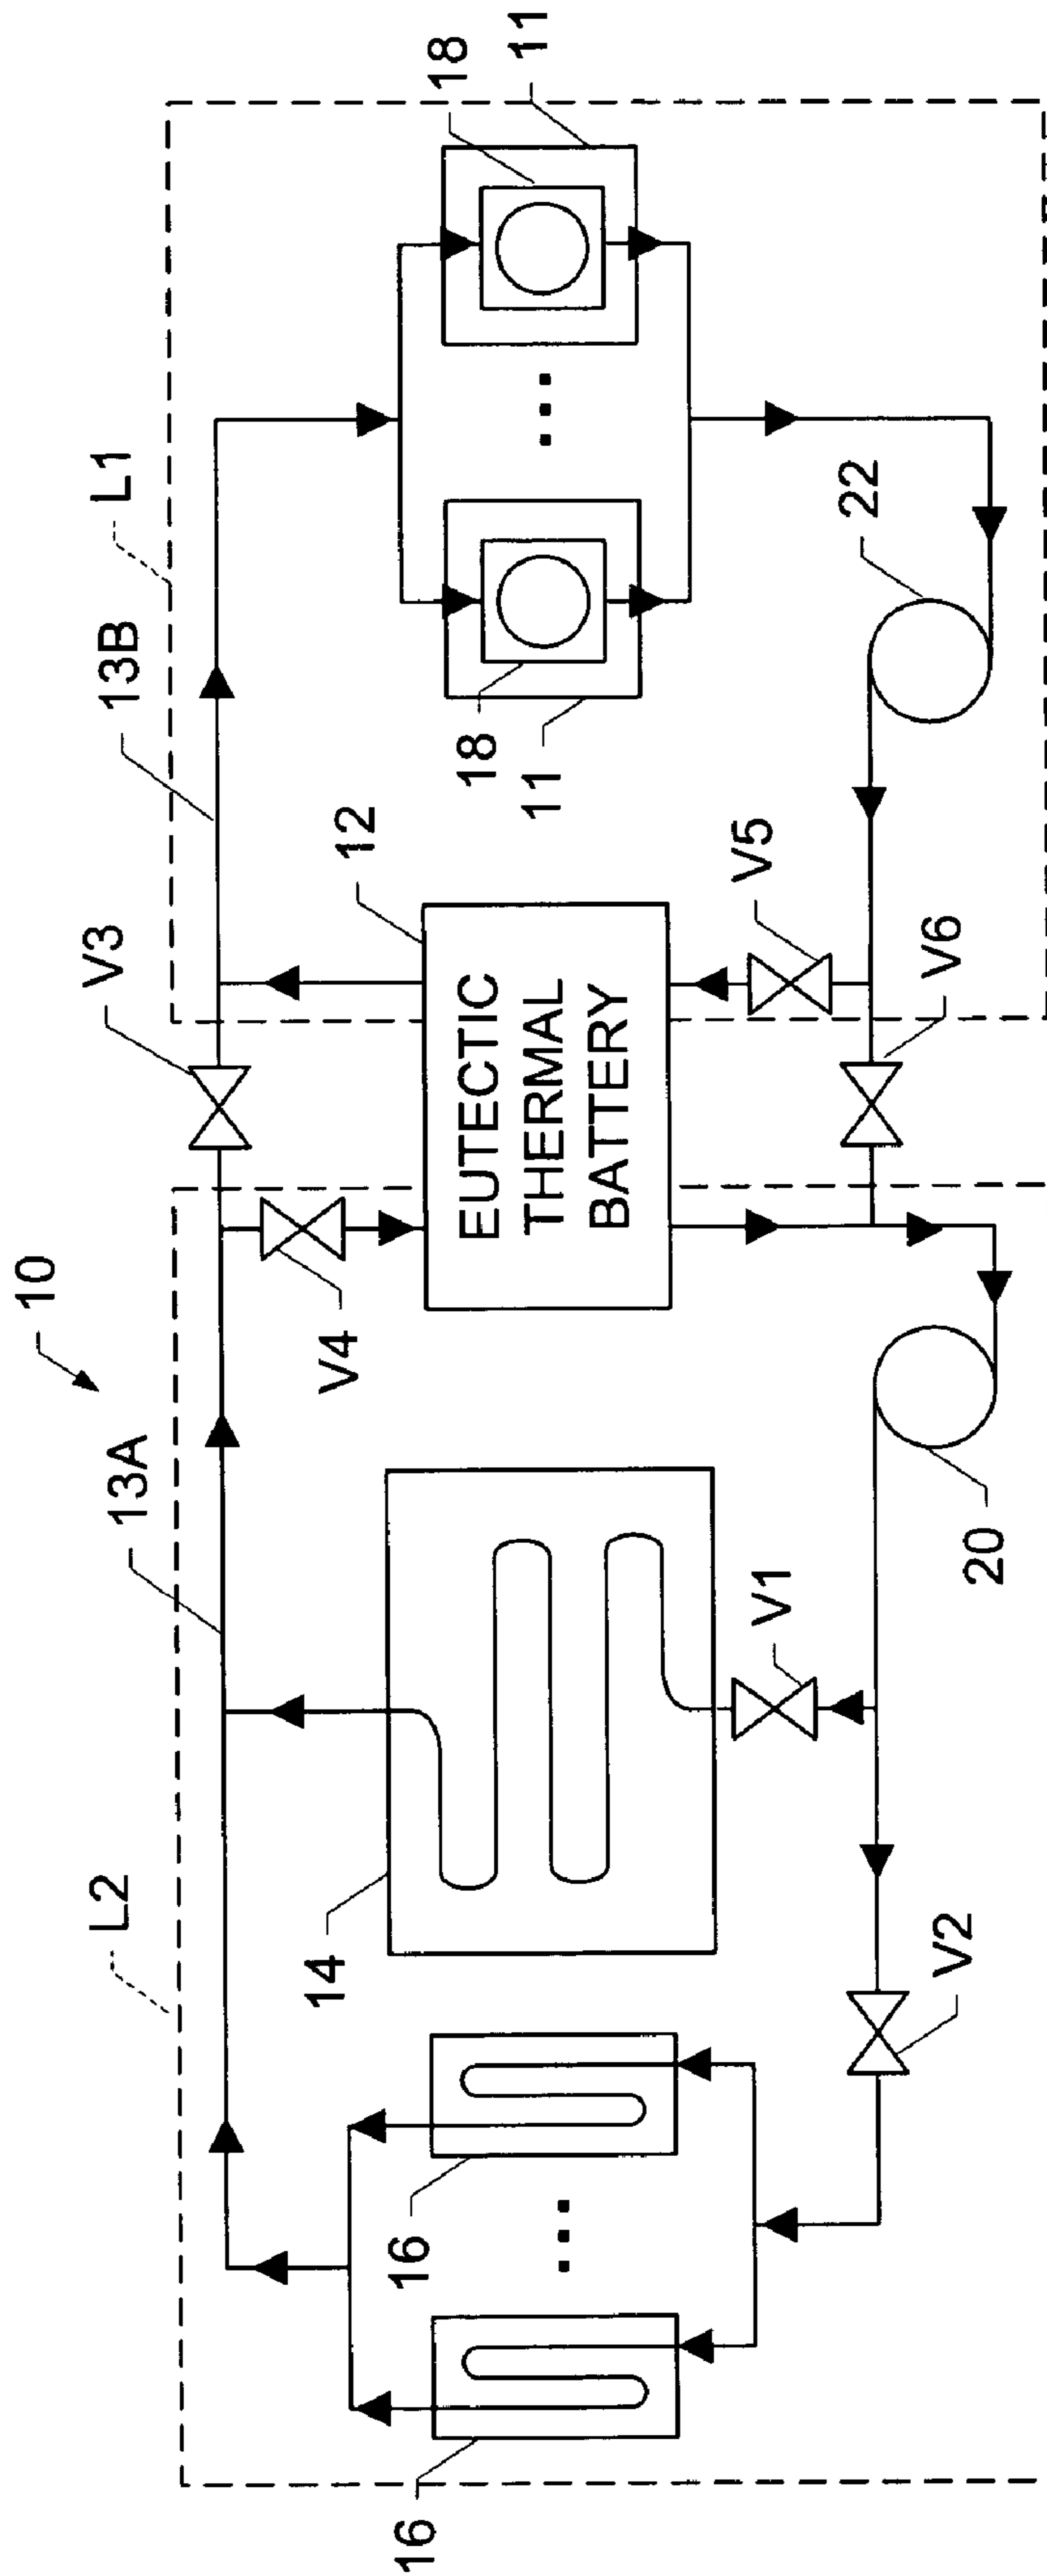 10
L2
13A
V3
13B
L1
V4
12
18
11
EUTECTIC
THERMAL
BATTERY
18
11
14
16
16
V1
V2
20
V5
V6
22